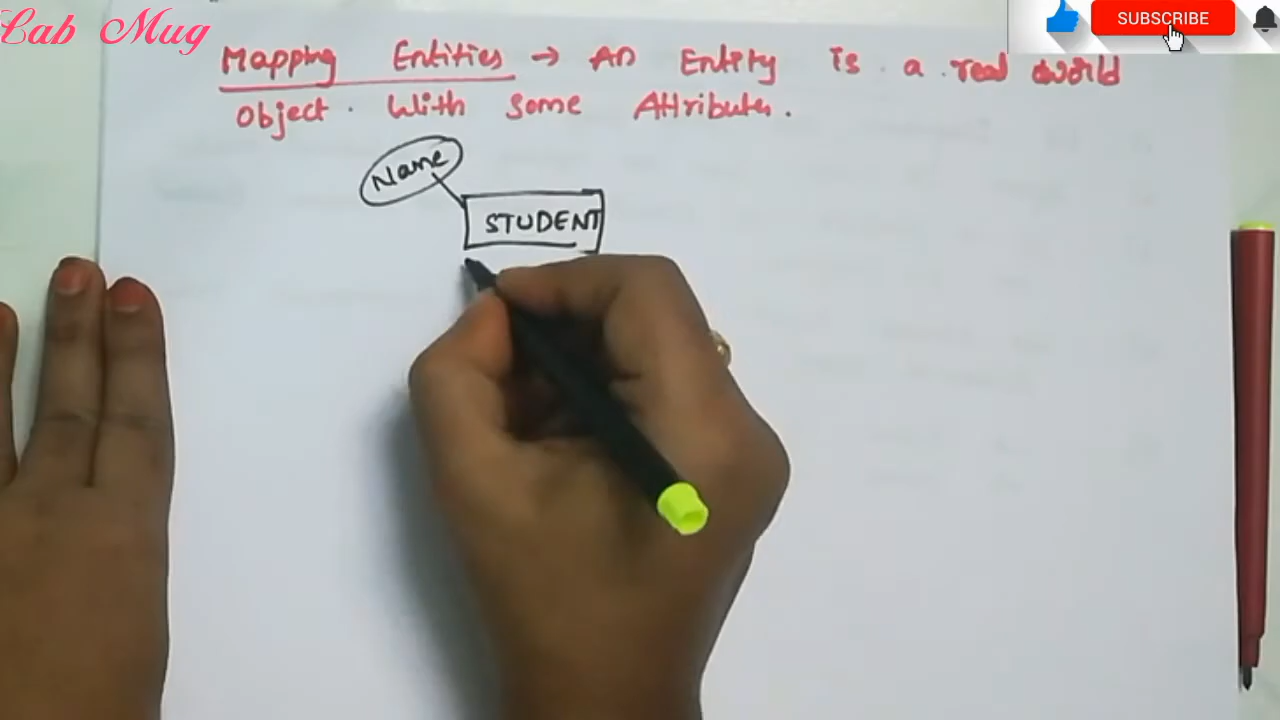 Lab Mug
SUBSCRIBE
Mapping Entities → An Entity is a real world
Object. With Some Attributes.
Name
STUDENT